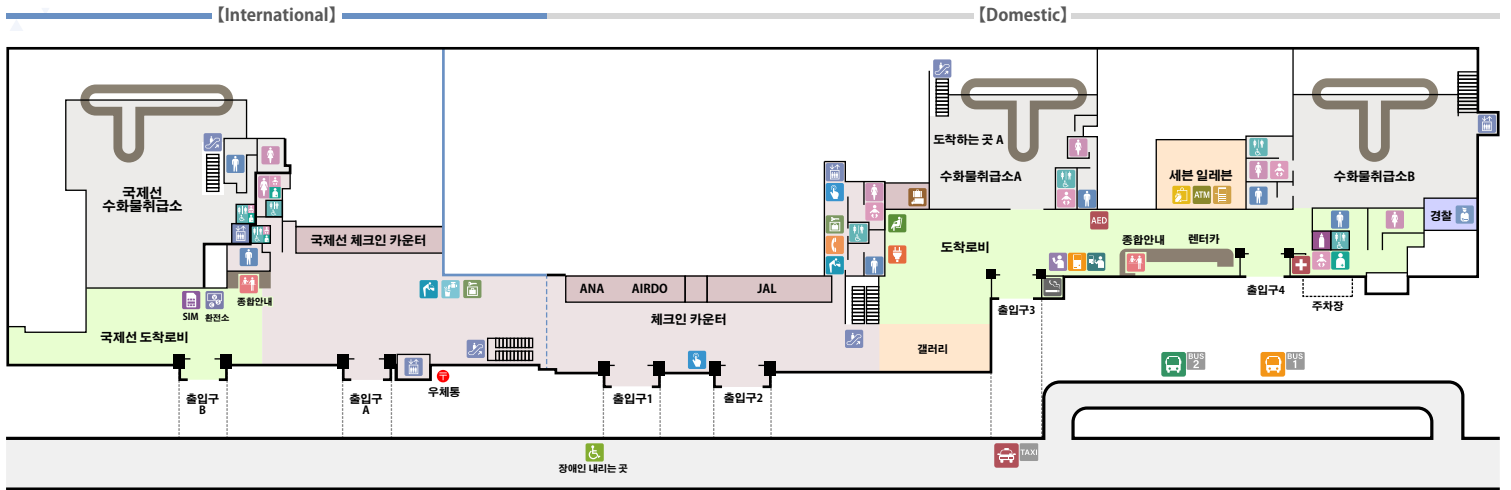 【International】
【Domestic】
국제선
수화물취급소
국제선 체크인 카운터
SIM
환전소
종합안내
국제선 도착로비
출입구
B
출입구
A
우체통
ANA
AIRDO
JAL
체크인 카운터
출입구1
출입구2
장애인 내리는 곳
도착하는 곳 A
수화물취급소A
도착로비
갤러리
출입구3
TAXI
AED
세븐 일레븐
ATM
종합안내
렌터카
출입구4
수화물취급소B
경찰
주차장
BUS
2
BUS
1